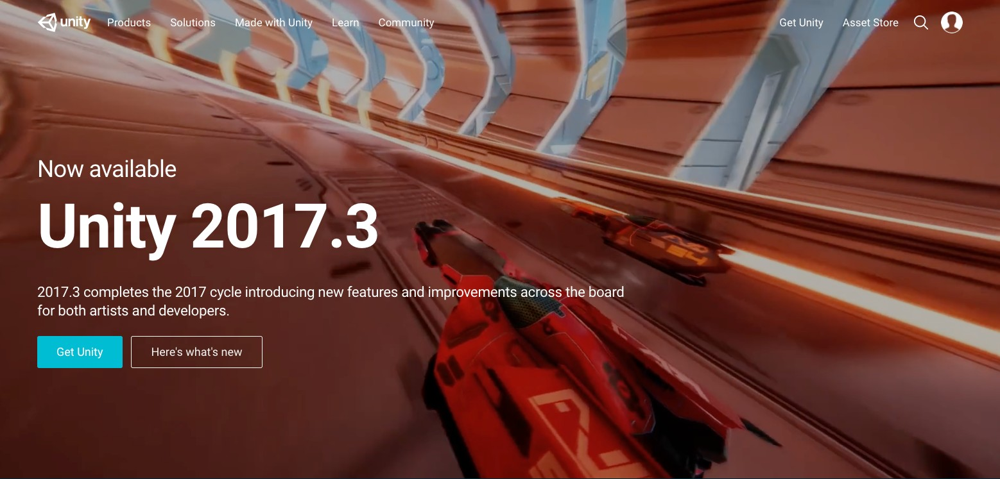 unity Products Solutions Made with Unity Learn Community Get Unity Asset Store
Now available
Unity 2017.3
2017.3 completes the 2017 cycle introducing new features and improvements across the board
for both artists and developers.
Get Unity Here's what's new